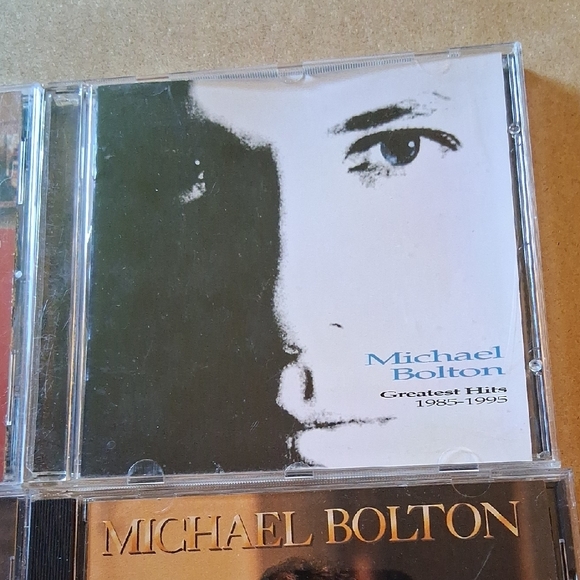 Michael
Bolton
Greatest Hits
1985-1995
MICHAEL BOLTON